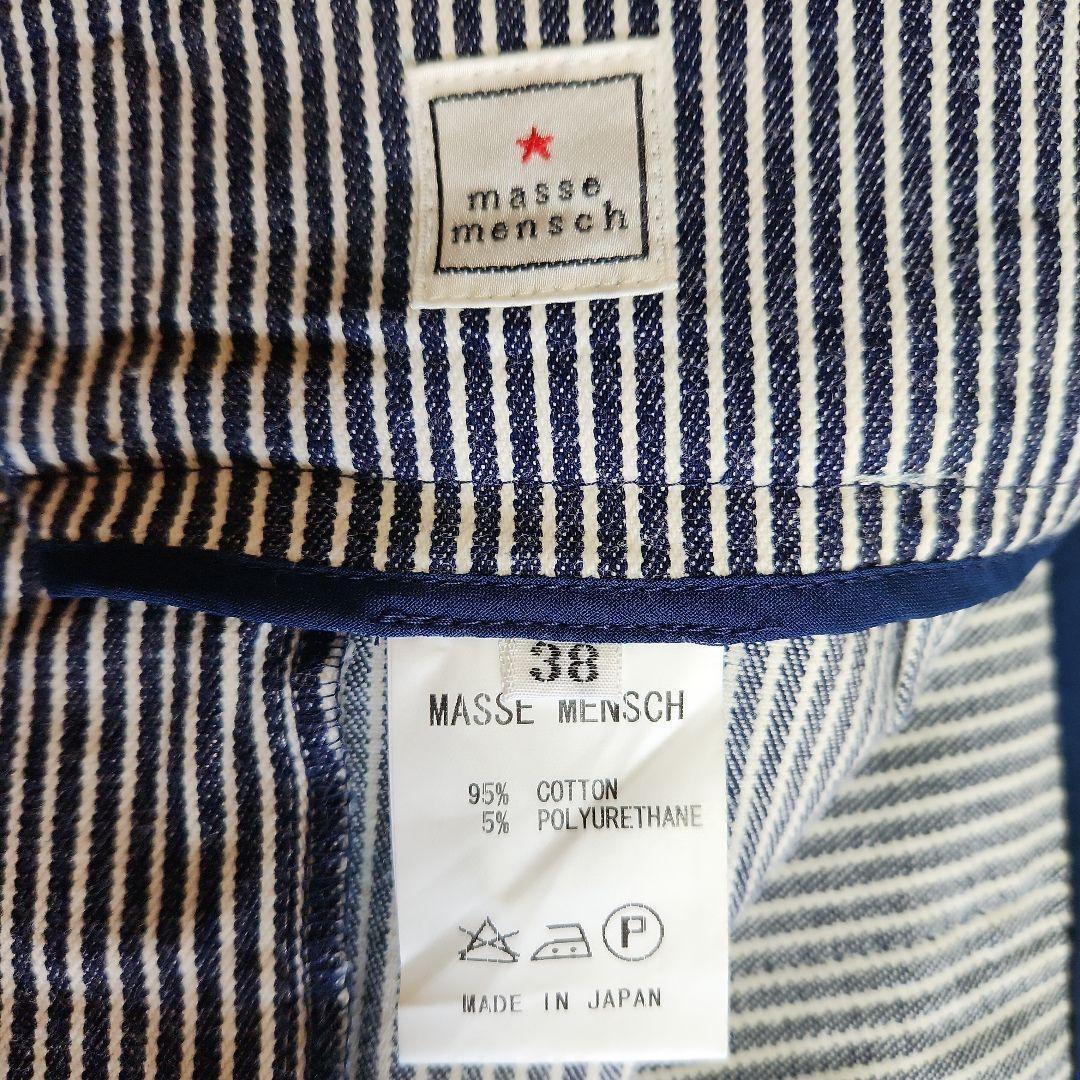 masse
mensch
38
MASSE MENSCH
95% COTTON
5% POLYURETHANE
P
MADE IN JAPAN